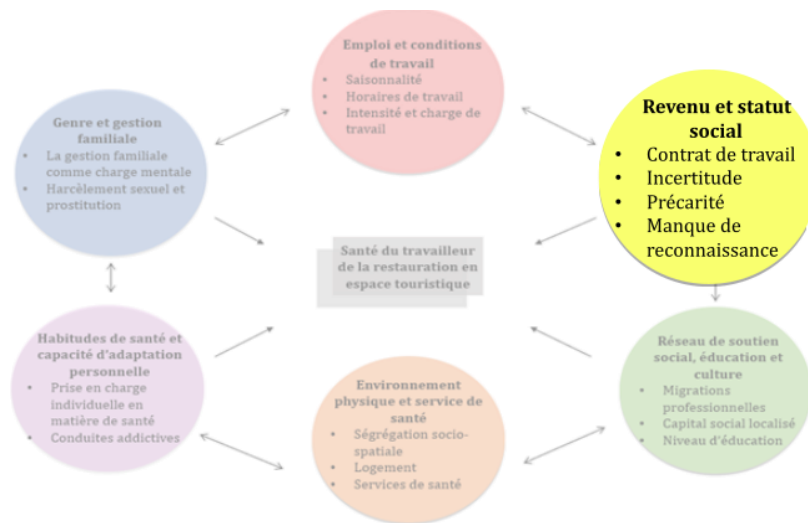 Emploi et conditions
de travail
• Saisonnalité
• Horaires de travail
• Intensité et charge de
travail
Genre et gestion
familiale
• La gestion familiale
comme charge mentale
• Harcèlement sexuel et
prostitution
Revenu et statut
social
• Contrat de travail
• Incertitude
• Précarité
• Manque de
reconnaissance
Santé du travailleur
de la restauration en
espace touristique
Habitudes de santé et
capacité d'adaptation
personnelle
• Prise en charge
individuelle en
matière de santé
• Conduites addictives
Environnement
physique et service de
santé
• Ségrégation socio-
spatiale
• Logement
• Services de santé
Réseau de soutien
social, éducation et
culture
• Migrations
professionnelles
• Capital social localisé
• Niveau d'éducation